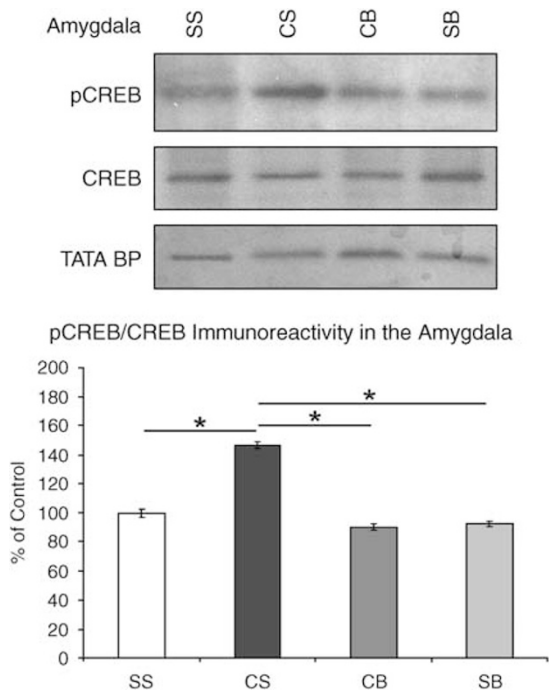 Amygdala SS CS CB SB
pCREB
CREB
TATA BP
pCREB/CREB Immunoreactivity in the Amygdala
% of Control
200
180
160
140
120
100
80
60
40
20
0
* * *
SS CS CB SB